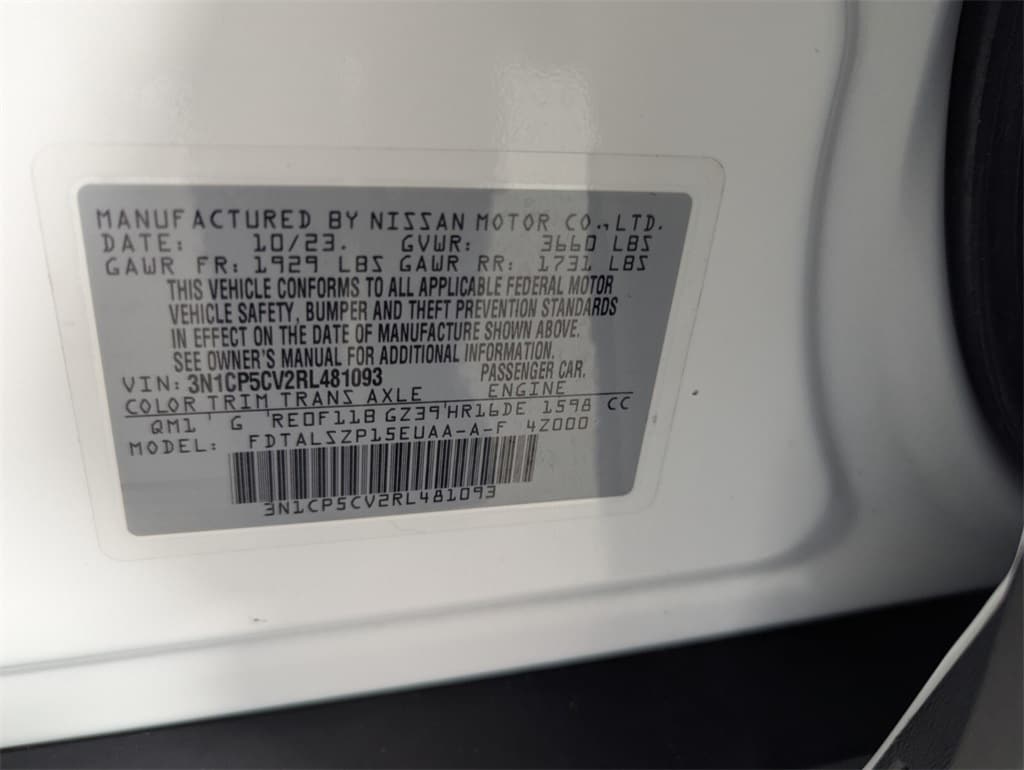 MANUFACTURED BY NISSAN MOTOR CO.,LTD.
DATE: 10/23. GVWR: 3660 LBS
GAWR FR: 1929 LBS GAWR RR: 1731 LBS
THIS VEHICLE CONFORMS TO ALL APPLICABLE FEDERAL MOTOR
VEHICLE SAFETY, BUMPER AND THEFT PREVENTION STANDARDS
IN EFFECT ON THE DATE OF MANUFACTURE SHOWN ABOVE.
SEE OWNER'S MANUAL FOR ADDITIONAL INFORMATION.
VIN: 3N1CP5CV2RL481093 PASSENGER CAR.
COLOR TRIM TRANS AXLE ENGINE
QM1 ' G 'RE0F11B GZ39'HR16DE 1598 CC
MODEL: FDTALSZP15EUAA-A-F 4Z000
3N1CP5CV2RL481093